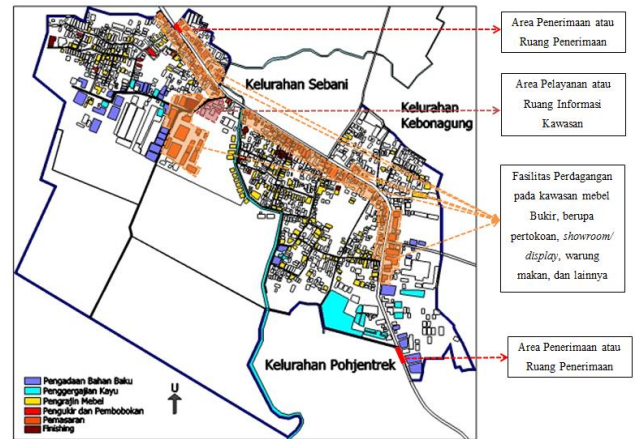 Area Penerimaan atau
Ruang Penerimaan
Kelurahan Sebani
Kelurahan
Kebonagung
Area Pelayanan atau
Ruang Informasi
Kawasan
Fasilitas Perdagangan
pada kawasan mebel
Bukir, berupa
pertokoan, showroom/
display, warung
makan, dan lainnya
Kelurahan Pohjentrek
Area Penerimaan atau
Ruang Penerimaan
Pengadaan Bahan Baku
Penggergajian Kayu
Pengrajin Mebel
Pengukir dan Pembobokan
Pemasaran
Finishing
U